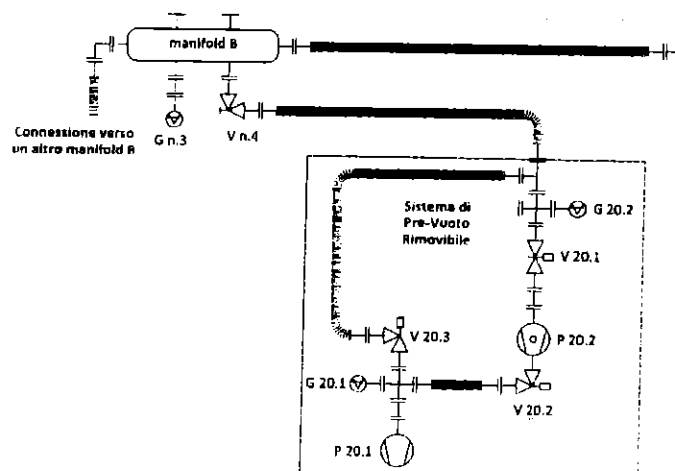 manifold B
Connessione verso
un altro manifold B
G n.3
V n.4
Sistema di
Pre-Vuoto
Rimovibile
G 20.2
V 20.1
V 20.3
P 20.2
G 20.1
V 20.2
P 20.1